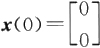 x(0) = [0
0]